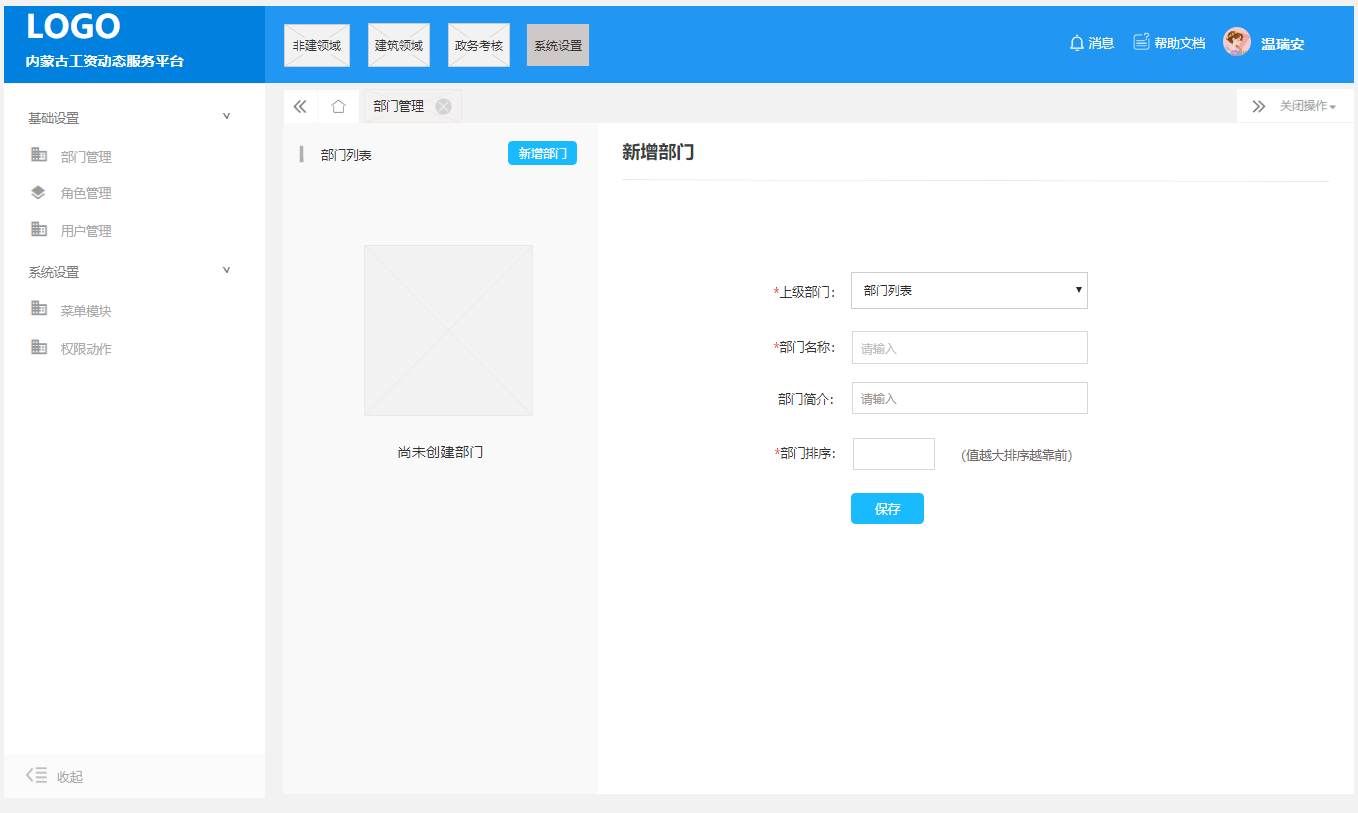 LOGO
内蒙古工资动态服务平台
非建领域
建筑领域
政务考核
系统设置
消息
帮助文档
温瑞安
基础设置
部门管理
角色管理
用户管理
系统设置
菜单模块
权限动作
收起
部门管理
关闭操作
部门列表
新增部门
尚未创建部门
新增部门
*上级部门:
部门列表
*部门名称:
请输入
部门简介:
请输入
*部门排序:
(值越大排序越靠前)
保存